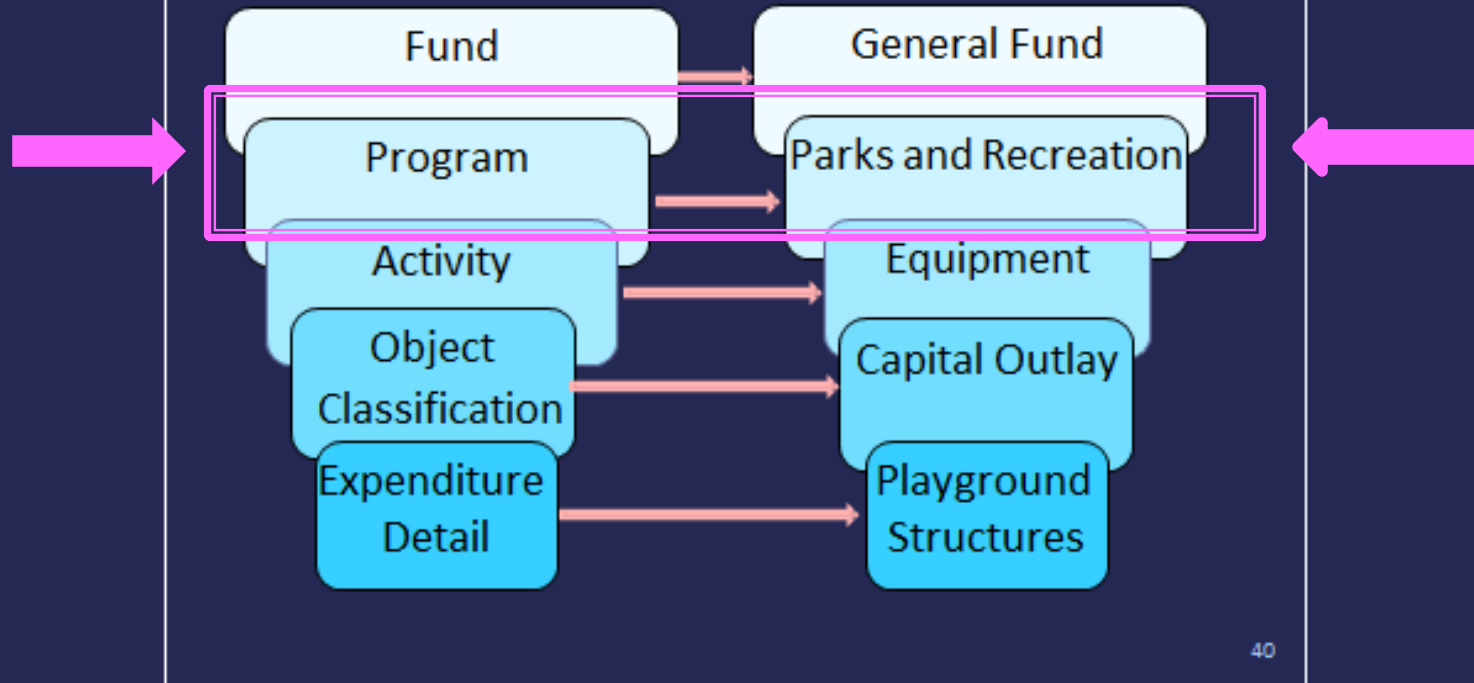 Fund
General Fund
Program
Parks and Recreation
Activity
Equipment
Object
Classification
Capital Outlay
Expenditure
Detail
Playground
Structures
40